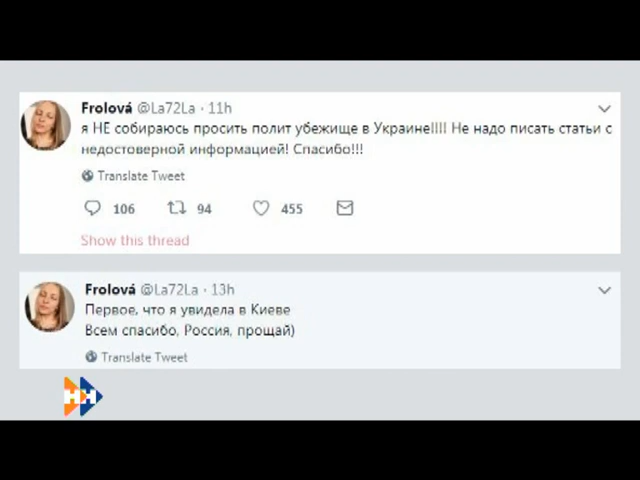 Frolová @La72La · 11h
я НЕ собираюсь просить полит убежище в Украине!!!! Не надо писать статьи с
недостоверной информацией! Спасибо!!!
Translate Tweet
106 94 455
Show this thread
Frolová @La72La · 13h
Первое, что я увидела в Киеве
Всем спасибо, Россия, прощай)
Translate Tweet
НН